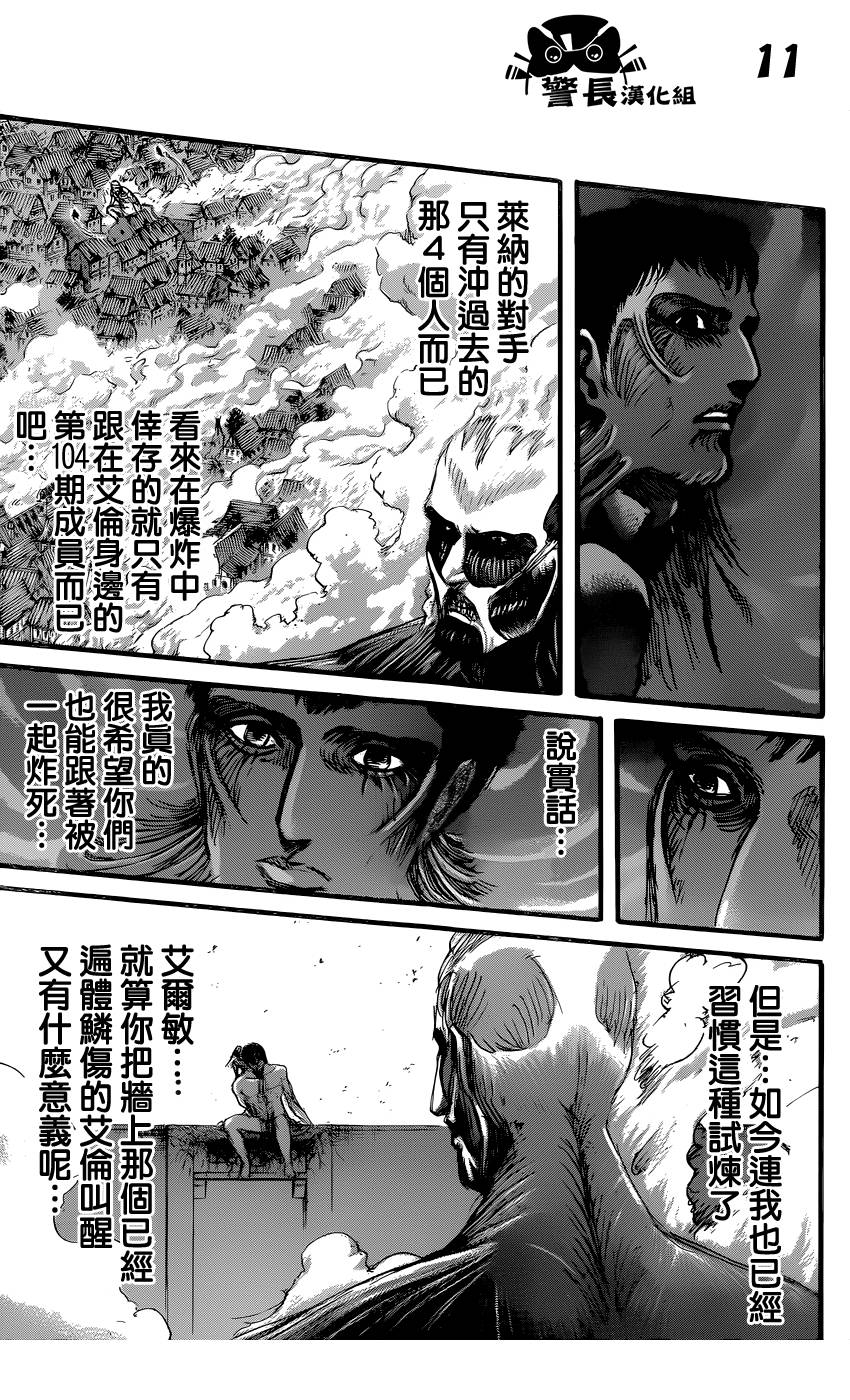 11
警長漢化組
萊納的對手
只有沖過去的
那4個人而已
看來在爆炸中
倖存的就只有
跟在艾倫身邊的
第104期成員而已
吧…
說實話…
我真的
很希望你們
也能跟著被
一起炸死…
但是…如今連我也已經
習慣這種試煉了
艾爾敏……
就算你把牆上那個已經
遍體鱗傷的艾倫叫醒
又有什麼意義呢…